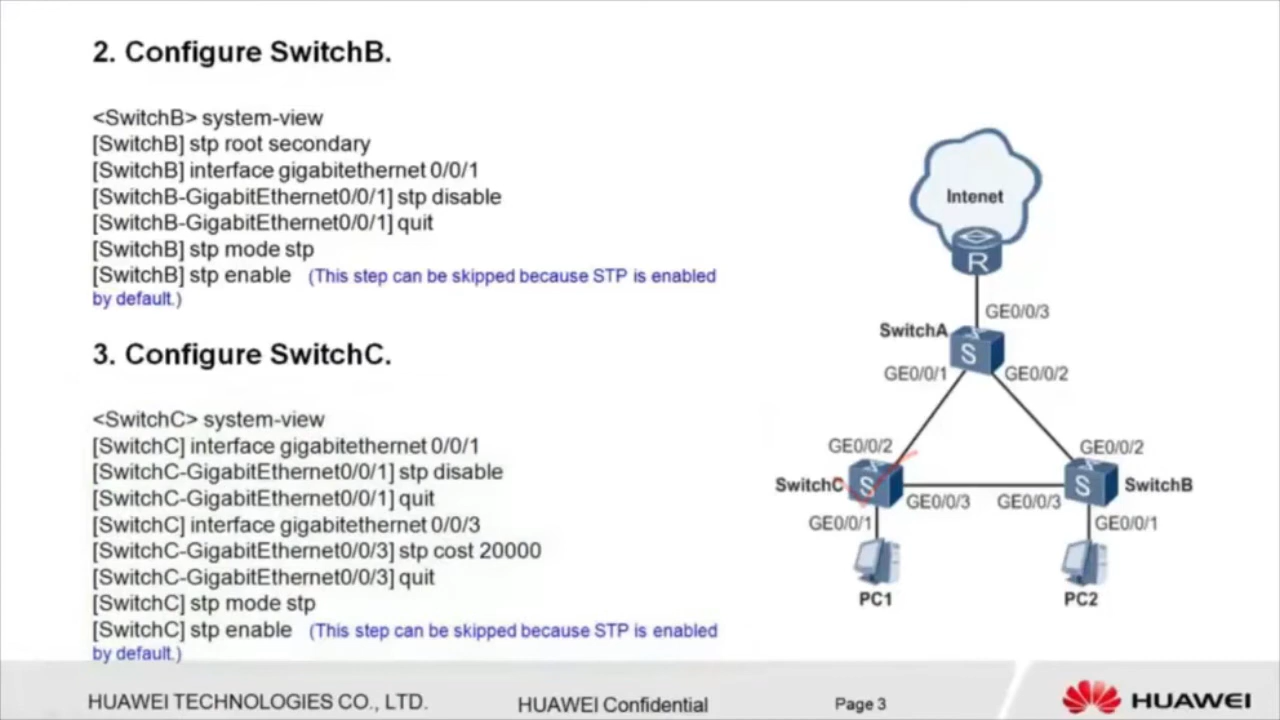 2. Configure SwitchB.
<SwitchB> system-view
[SwitchB] stp root secondary
[SwitchB] interface gigabitethernet 0/0/1
[SwitchB-GigabitEthernet0/0/1] stp disable
[SwitchB-GigabitEthernet0/0/1] quit
[SwitchB] stp mode stp
[SwitchB] stp enable (This step can be skipped because STP is enabled
by default.)
3. Configure SwitchC.
<SwitchC> system-view
[SwitchC] interface gigabitethernet 0/0/1
[SwitchC-GigabitEthernet0/0/1] stp disable
[SwitchC-GigabitEthernet0/0/1] quit
[SwitchC] interface gigabitethernet 0/0/3
[SwitchC-GigabitEthernet0/0/3] stp cost 20000
[SwitchC-GigabitEthernet0/0/3] quit
[SwitchC] stp mode stp
[SwitchC] stp enable (This step can be skipped because STP is enabled
by default.)
Intenet
R
GE0/0/3
SwitchA
S
GE0/0/1
GE0/0/2
GE0/0/2
GE0/0/2
SwitchC
S
S
SwitchB
GE0/0/3
GE0/0/3
GE0/0/1
GE0/0/1
PC1
PC2
HUAWEI TECHNOLOGIES CO., LTD.
HUAWEI Confidential
Page 3
HUAWEI